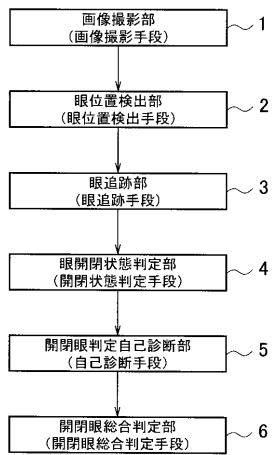 画像撮影部
(画像撮影手段)
1
眼位置検出部
(眼位置検出手段)
2
眼追跡部
(眼追跡手段)
3
眼開閉状態判定部
(開閉状態判定手段)
4
開閉眼判定自己診断部
(自己診断手段)
5
開閉眼総合判定部
(開閉眼総合判定手段)
6